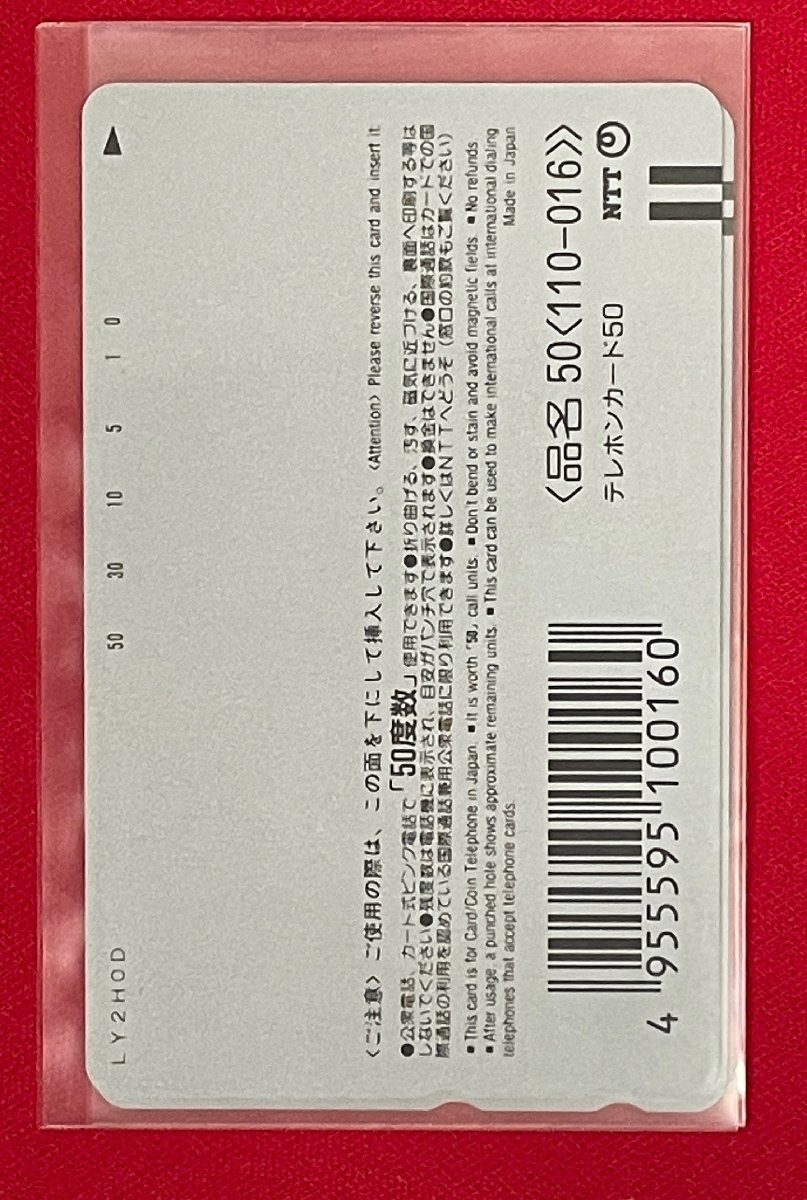 LY2H0D
50 30 10 5 1 0
<ご注意> ご使用の際は、この面を下にして挿入して下さい。<Attention> Please reverse this card and insert it.
●公衆電話、カード式ピンク電話で「50度数」使用できます●折り曲げる、汚す、磁気に近づける、裏面へ印刷する等は
しないでください●残度数は電話機に表示され、目安がパンチ穴で表示されます●換金はできません●国際通話はカードでの国
際通話の利用を認めている国際通話兼用公衆電話に限り利用できます●詳しくはNTTへどうぞ（窓口の約款もご覧ください）
■ This card is for Card/Coin Telephone in Japan. ■ It is worth「50」call units. ■ Don't bend or stain and avoid magnetic fields. ■ No refunds.
■ After usage, a punched hole shows approximate remaining units. ■ This card can be used to make international calls at international dialing
telephones that accept telephone cards. Made in Japan
〈品名 50〈110-016〉〉
テレホンカード50 NTT
4 955595 100160